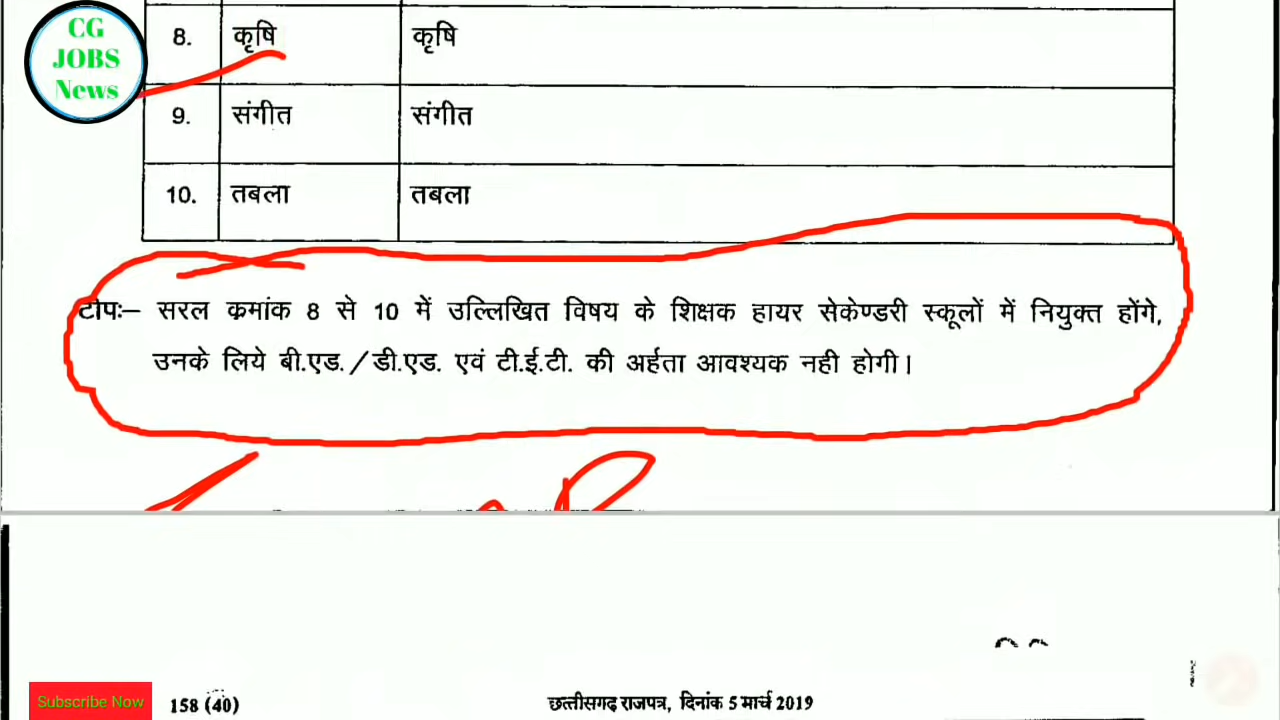 CG
JOBS
News
8. कृषि कृषि
9. संगीत संगीत
10. तबला तबला
टीपः— सरल क्रमांक 8 से 10 में उल्लिखित विषय के शिक्षक हायर सेकेण्डरी स्कूलों में नियुक्त होंगे,
उनके लिये बी.एड./डी.एड. एवं टी.ई.टी. की अर्हता आवश्यक नही होगी।
Subscribe Now
158 (40) छत्तीसगढ़ राजपत्र, दिनांक 5 मार्च 2019